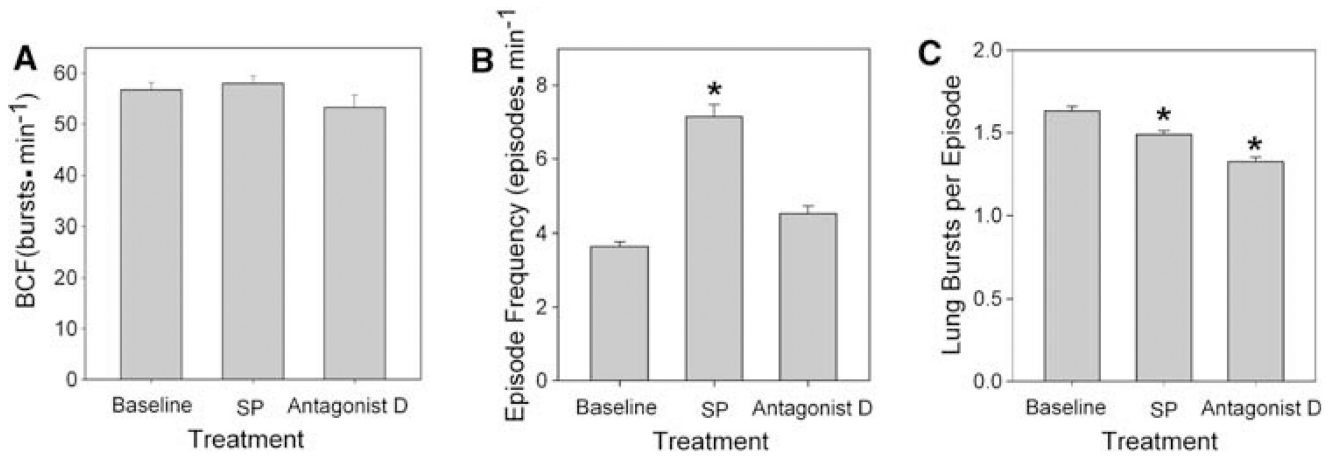 A
BCF(bursts▪min⁻¹)
60
50
40
30
20
10
0
Baseline
SP
Antagonist D
Treatment
B
Episode Frequency (episodes▪min⁻¹
8
6
4
2
0
*
Baseline
SP
Antagonist D
Treatment
C
Lung Bursts per Episode
2.0
1.5
1.0
0.5
0.0
*
*
Baseline
SP
Antagonist D
Treatment